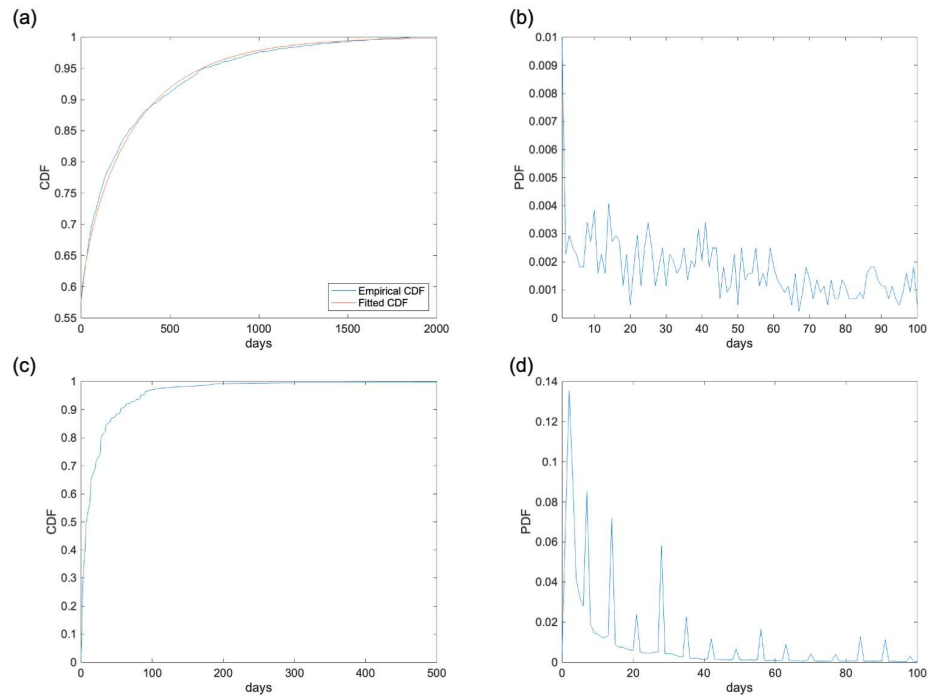 (a)
1
0.95
0.9
0.85
0.8
0.75
0.7
0.65
0.6
0.55
CDF
Empirical CDF
Fitted CDF
0 500 1000 1500 2000
days
(b)
0.01
0.009
0.008
0.007
0.006
0.005
0.004
0.003
0.002
0.001
0
PDF
10 20 30 40 50 60 70 80 90 100
days
(c)
1
0.9
0.8
0.7
0.6
0.5
0.4
0.3
0.2
0.1
0
CDF
0 100 200 300 400 500
days
(d)
0.14
0.12
0.1
0.08
0.06
0.04
0.02
0
PDF
0 20 40 60 80 100
days